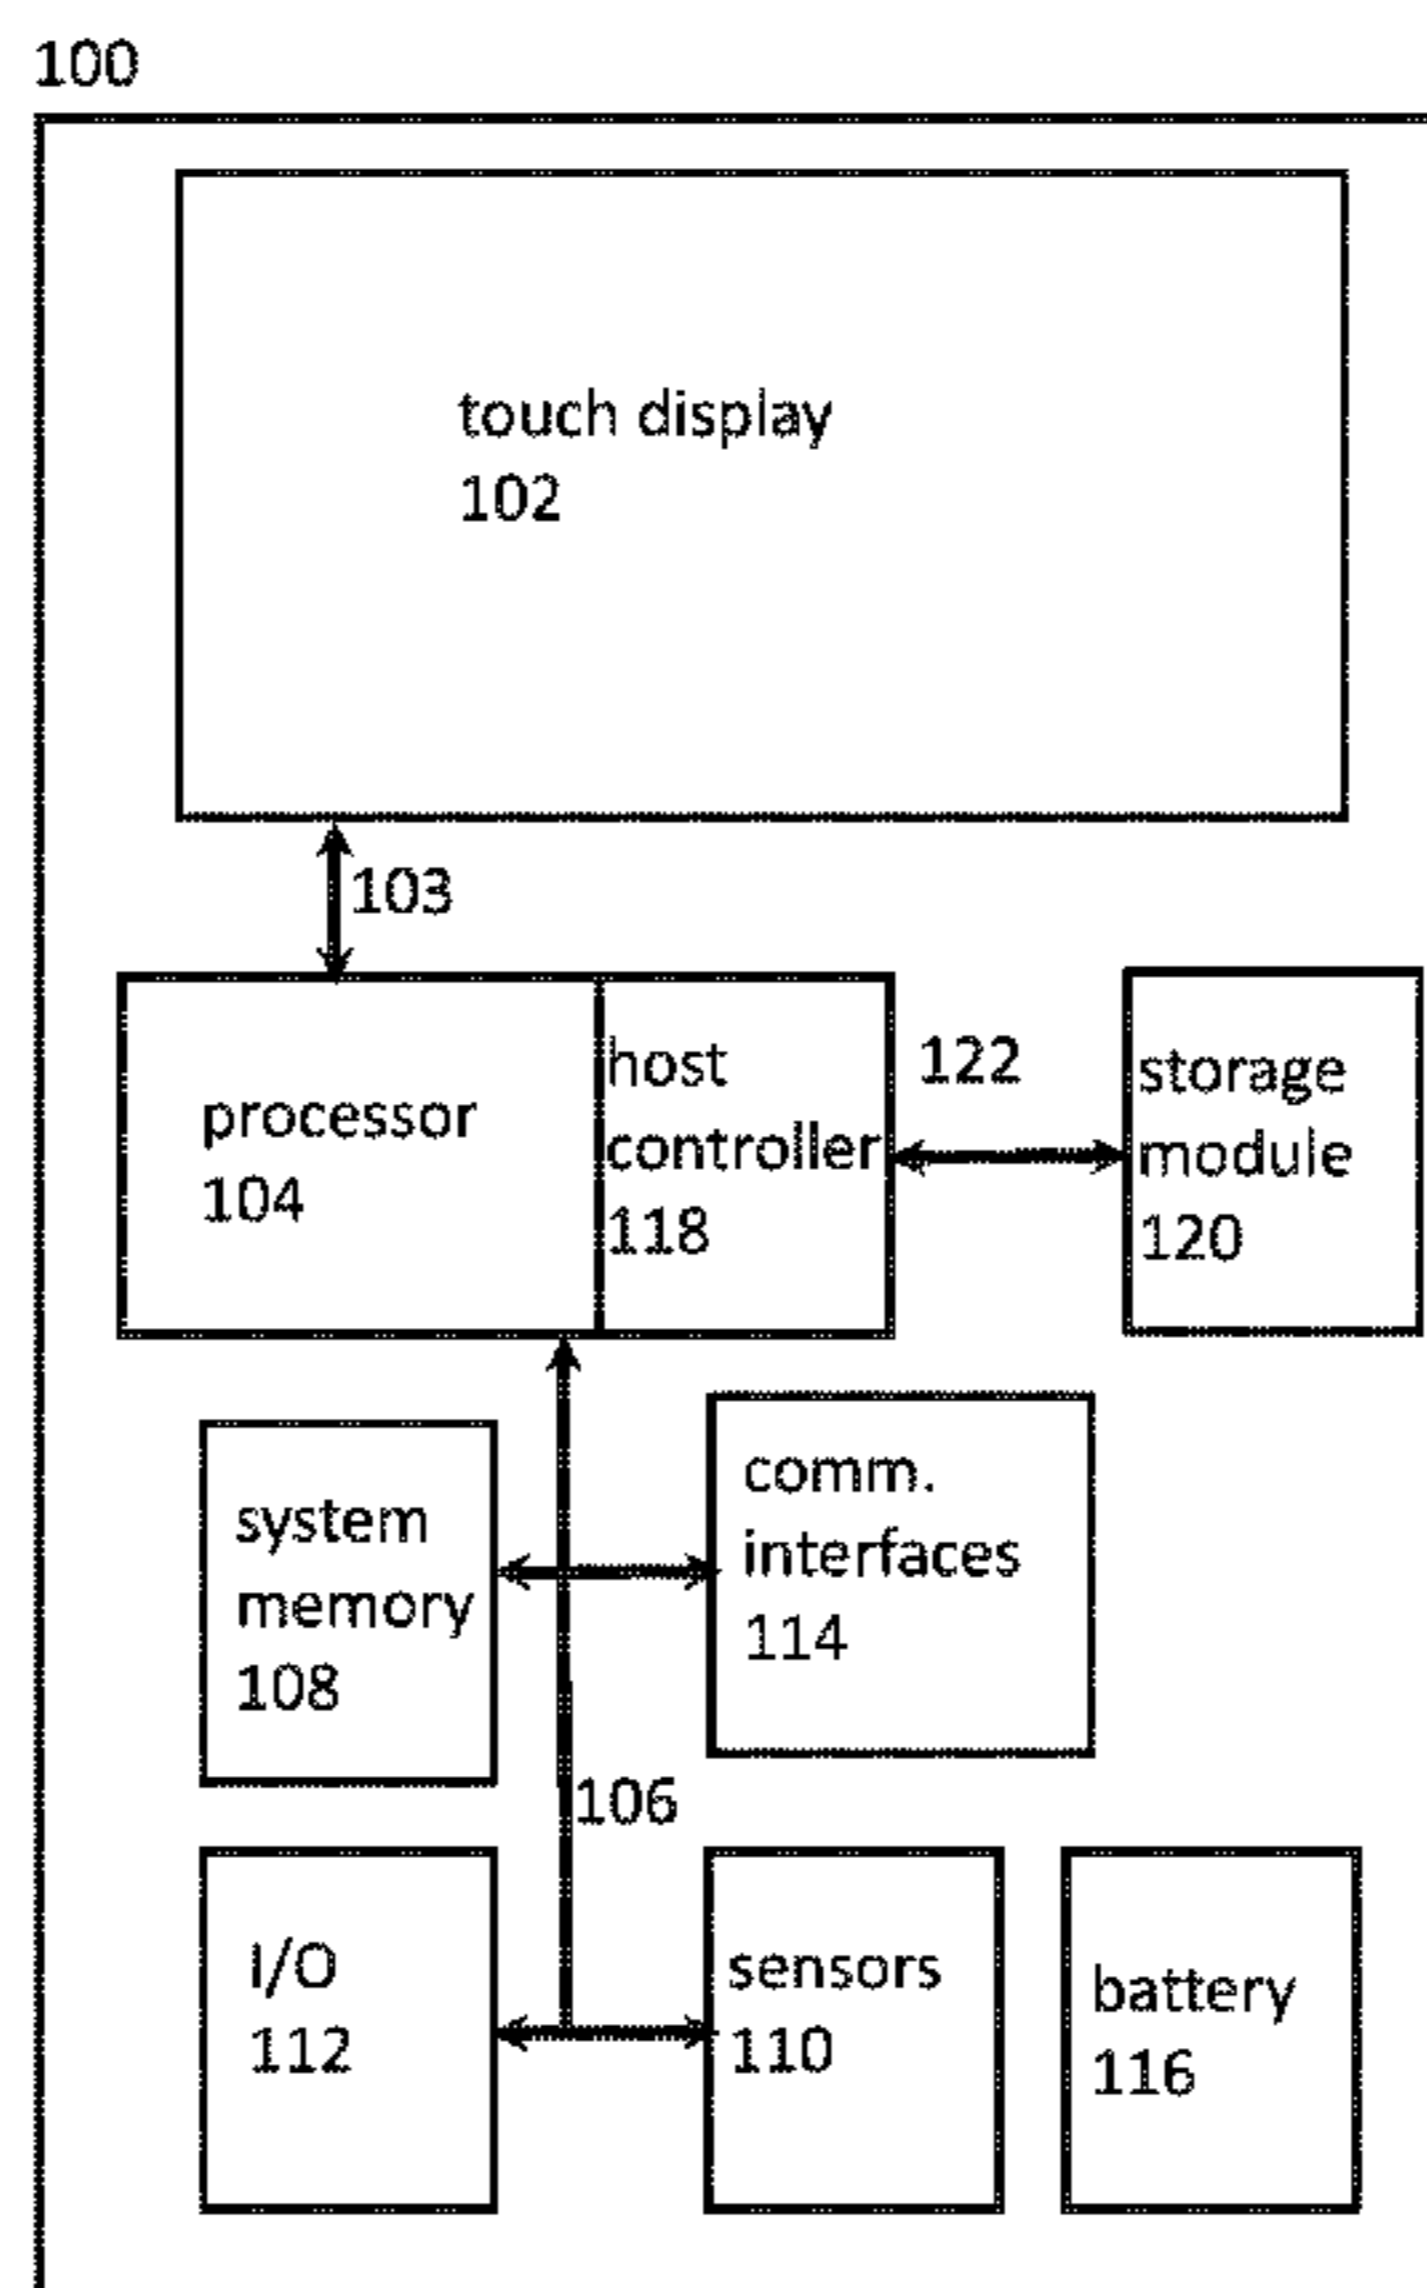 100
touch display
102
103
processor
104
host
controller
118
122
storage
module
120
system
memory
108
comm.
interfaces
114
106
I/O
112
sensors
110
battery
116